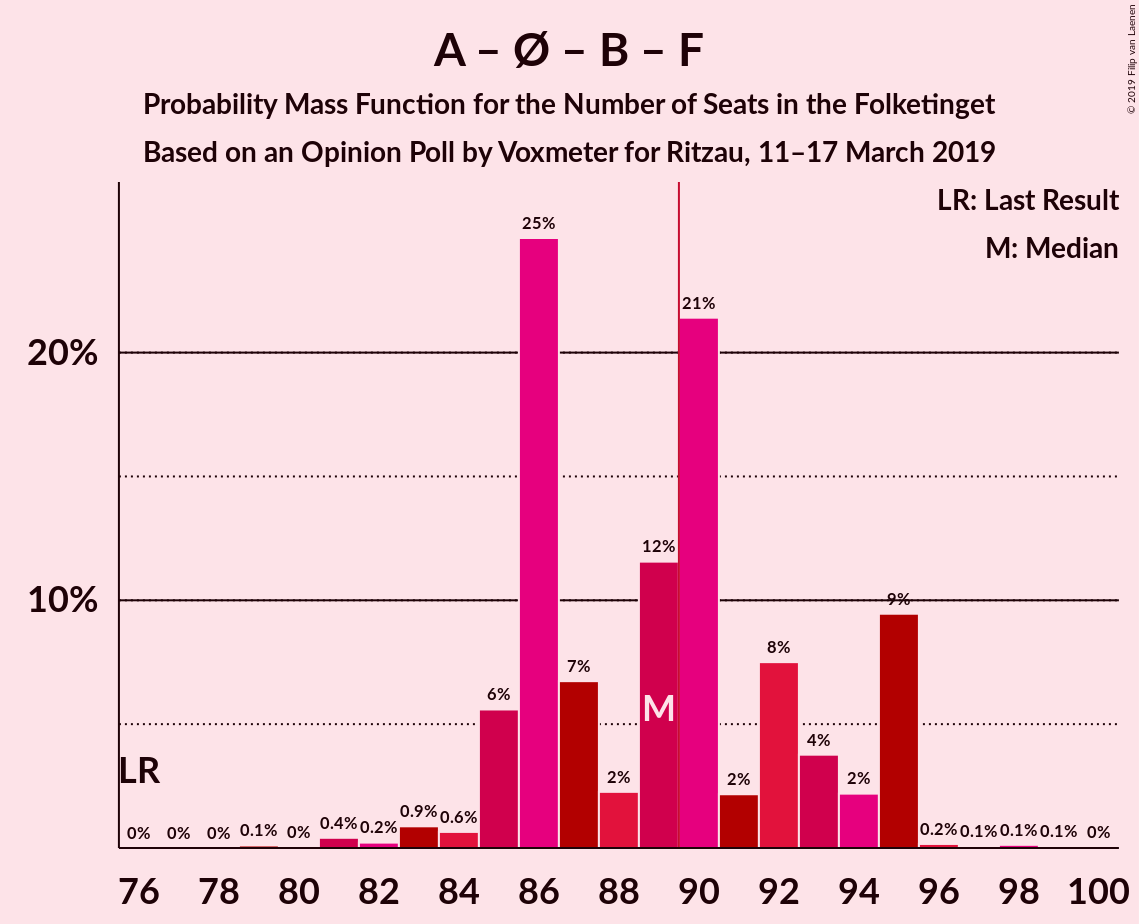 A – Ø – B – F
Probability Mass Function for the Number of Seats in the Folketinget
Based on an Opinion Poll by Voxmeter for Ritzau, 11–17 March 2019
© 2019 Filip van Laenen
LR: Last Result
M: Median
20%
10%
LR
M
0% 0% 0% 0.1% 0% 0.4% 0.2% 0.9% 0.6% 6% 25% 7% 2% 12% 21% 2% 8% 4% 2% 9% 0.2% 0.1% 0.1% 0.1% 0%
76 78 80 82 84 86 88 90 92 94 96 98 100